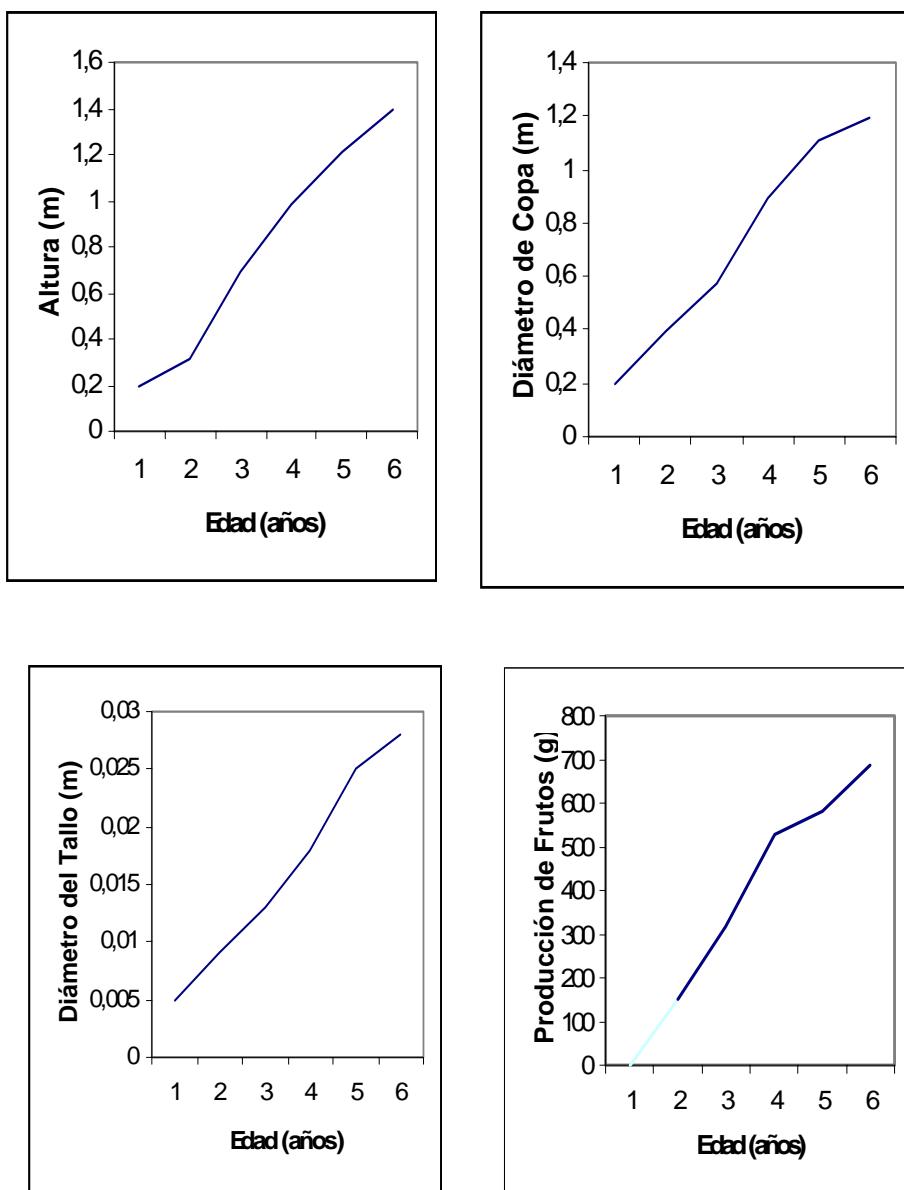 Altura (m)
1,6
1,4
1,2
1
0,8
0,6
0,4
0,2
0
1 2 3 4 5 6
Edad (años)
Diámetro de Copa (m)
1,4
1,2
1
0,8
0,6
0,4
0,2
0
1 2 3 4 5 6
Edad (años)
Diámetro del Tallo (m)
0,03
0,025
0,02
0,015
0,01
0,005
0
1 2 3 4 5 6
Edad (años)
Producción de Frutos (g)
800
700
600
500
400
300
200
100
0
1 2 3 4 5 6
Edad (años)